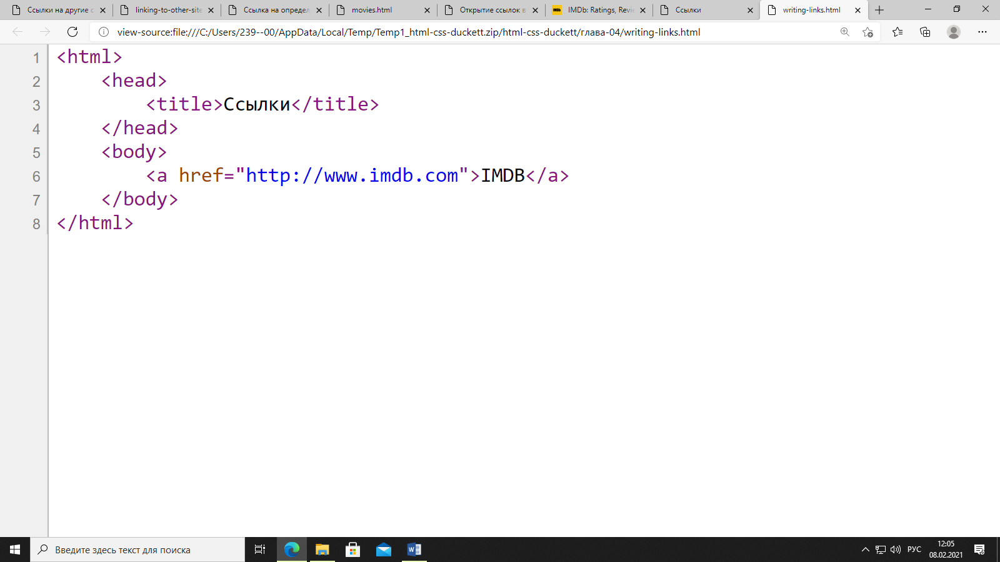 Ссылки на другие с
linking-to-other-site
Ссылка на определ
movies.html
Открытие ссылок в
IMDb: Ratings, Revie
Ссылки
writing-links.html
view-source:file:///C:/Users/239--00/AppData/Local/Temp/Temp1_html-css-duckett.zip/html-css-duckett/глава-04/writing-links.html
1 <html>
2 <head>
3 <title>Ссылки</title>
4 </head>
5 <body>
6 <a href="http://www.imdb.com">IMDB</a>
7 </body>
8 </html>
Введите здесь текст для поиска
РУС
12:05
08.02.2021